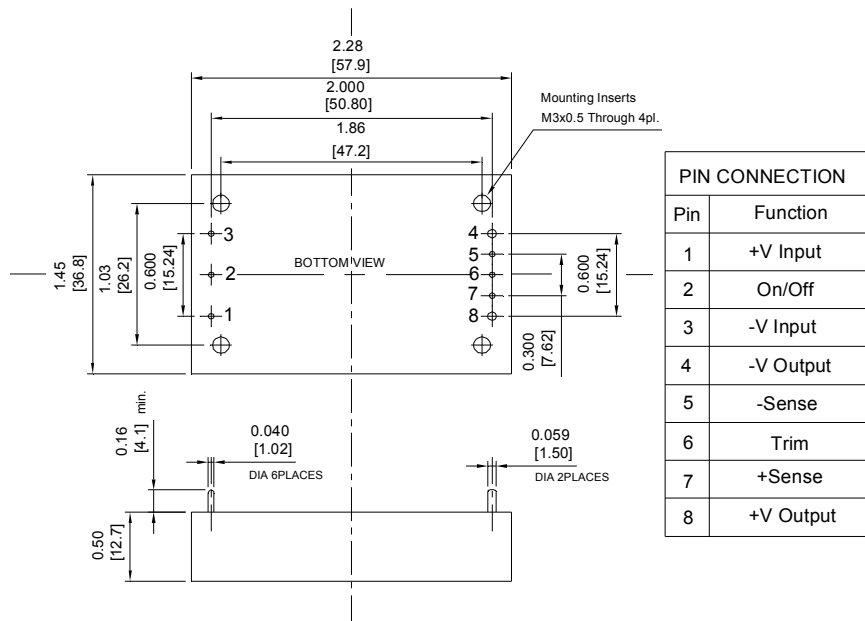 2.28
[57.9]
2.000
[50.80]
1.86
[47.2]
Mounting Inserts
M3x0.5 Through 4pl.
1.45
[36.8]
1.03
[26.2]
0.600
[15.24]
3
2
1
BOTTOM VIEW
4
5
6
7
8
0.600
[15.24]
0.300
[7.62]
PIN CONNECTION
Pin Function
1 +V Input
2 On/Off
3 -V Input
4 -V Output
5 -Sense
6 Trim
7 +Sense
8 +V Output
0.16
[4.1]
min.
0.040
[1.02]
DIA 6PLACES
0.059
[1.50]
DIA 2PLACES
0.50
[12.7]